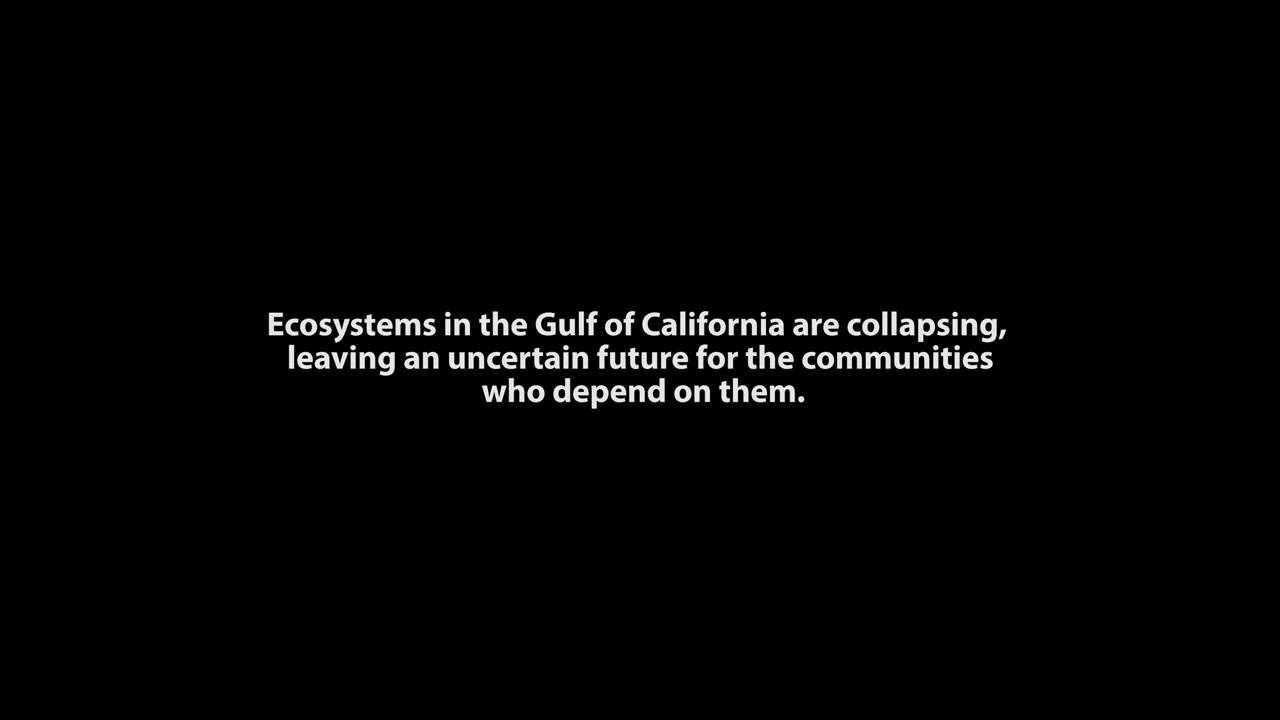 Ecosystems in the Gulf of California are collapsing,
leaving an uncertain future for the communities
who depend on them.